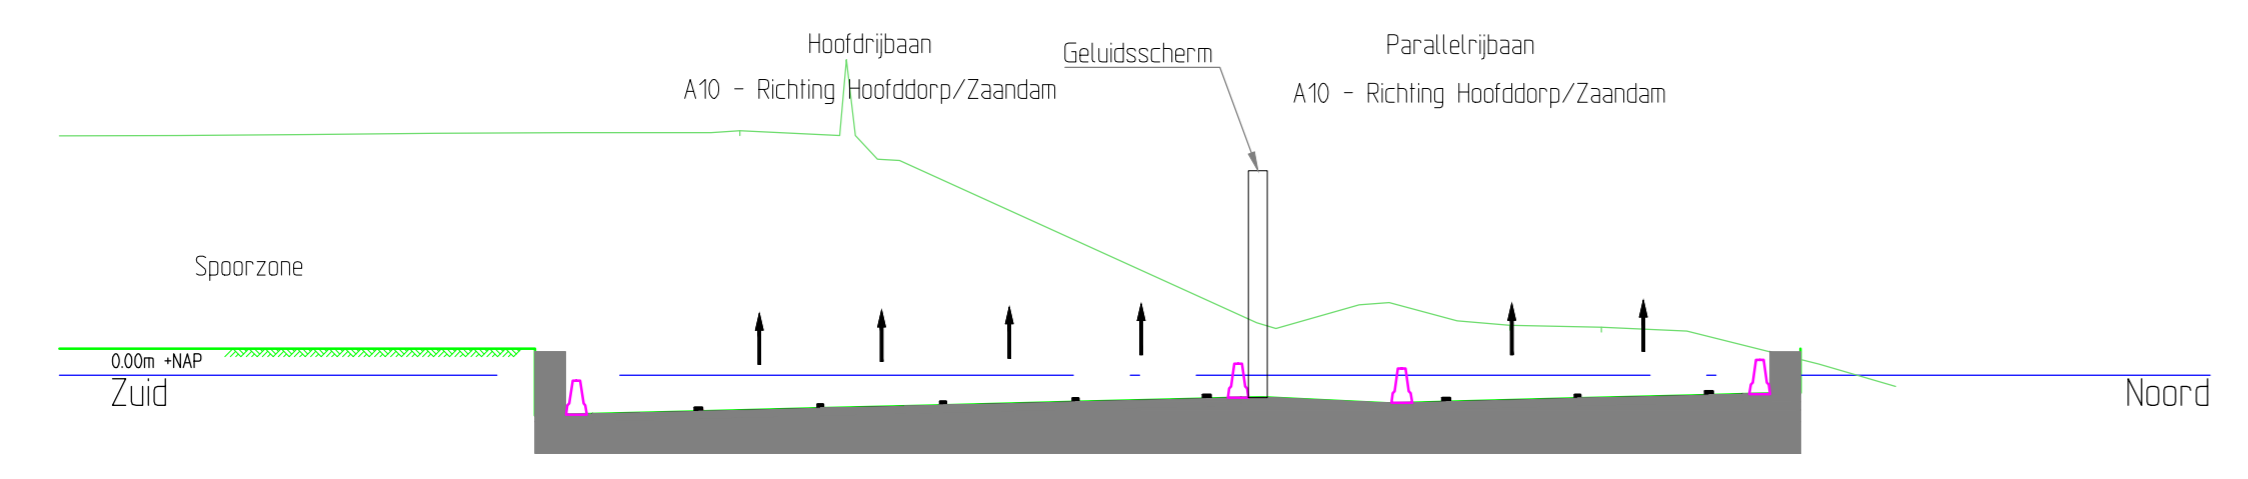 Hoofdrijbaan
A10 - Richting Hoofddorp/Zaandam
Geluidsscherm
Parallelrijbaan
A10 - Richting Hoofddorp/Zaandam
Spoorzone
0.00m +NAP
Zuid
Noord